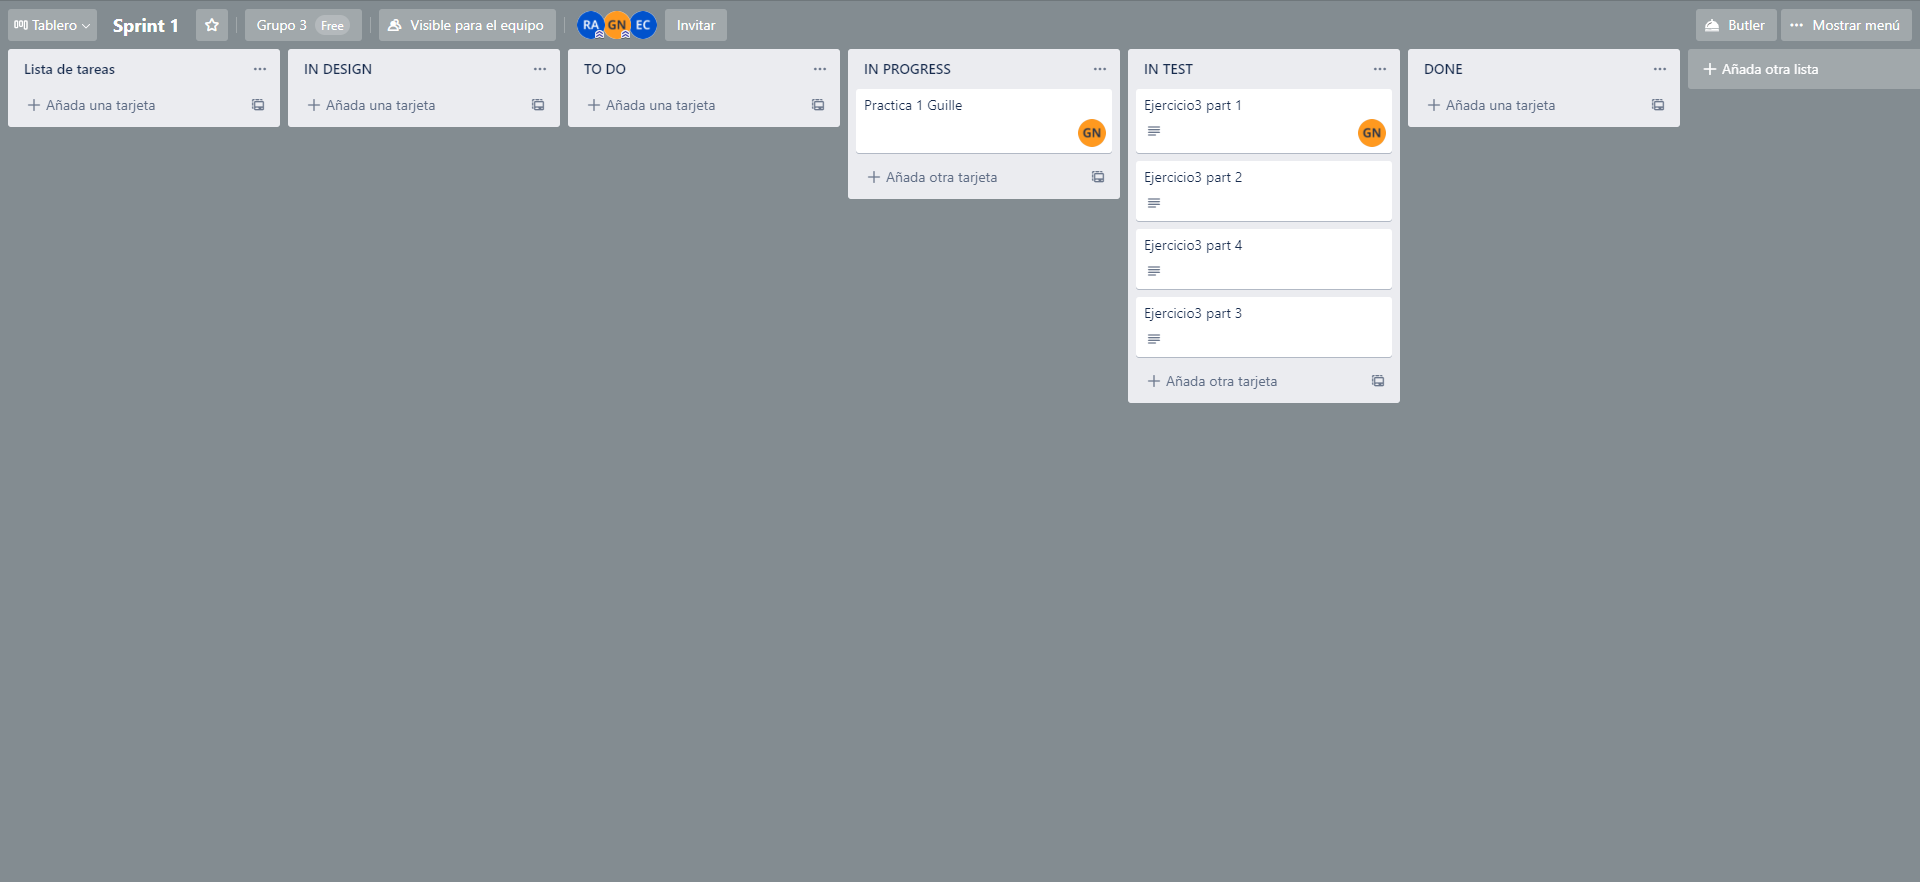 Tablero
Sprint 1
Grupo 3 Free
Visible para el equipo
RA GN EC
Invitar
Butler
Mostrar menú
Lista de tareas
Añada una tarjeta
IN DESIGN
Añada una tarjeta
TO DO
Añada una tarjeta
IN PROGRESS
Practica 1 Guille
GN
Añada otra tarjeta
IN TEST
Ejercicio3 part 1
GN
Ejercicio3 part 2
Ejercicio3 part 4
Ejercicio3 part 3
Añada otra tarjeta
DONE
Añada una tarjeta
Añada otra lista